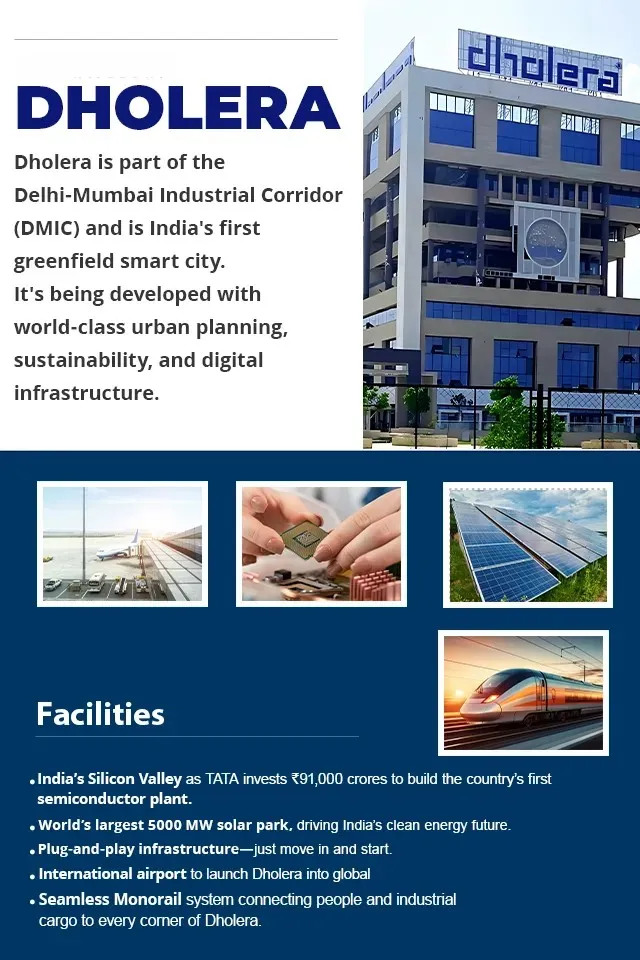 dholera
DHOLERA
Dholera is part of the
Delhi-Mumbai Industrial Corridor
(DMIC) and is India's first
greenfield smart city.
It's being developed with
world-class urban planning,
sustainability, and digital
infrastructure.
Facilities
• India's Silicon Valley as TATA invests ₹91,000 crores to build the country's first
semiconductor plant.
• World's largest 5000 MW solar park, driving India's clean energy future.
• Plug-and-play infrastructure—just move in and start.
• International airport to launch Dholera into global
• Seamless Monorail system connecting people and industrial
cargo to every corner of Dholera.